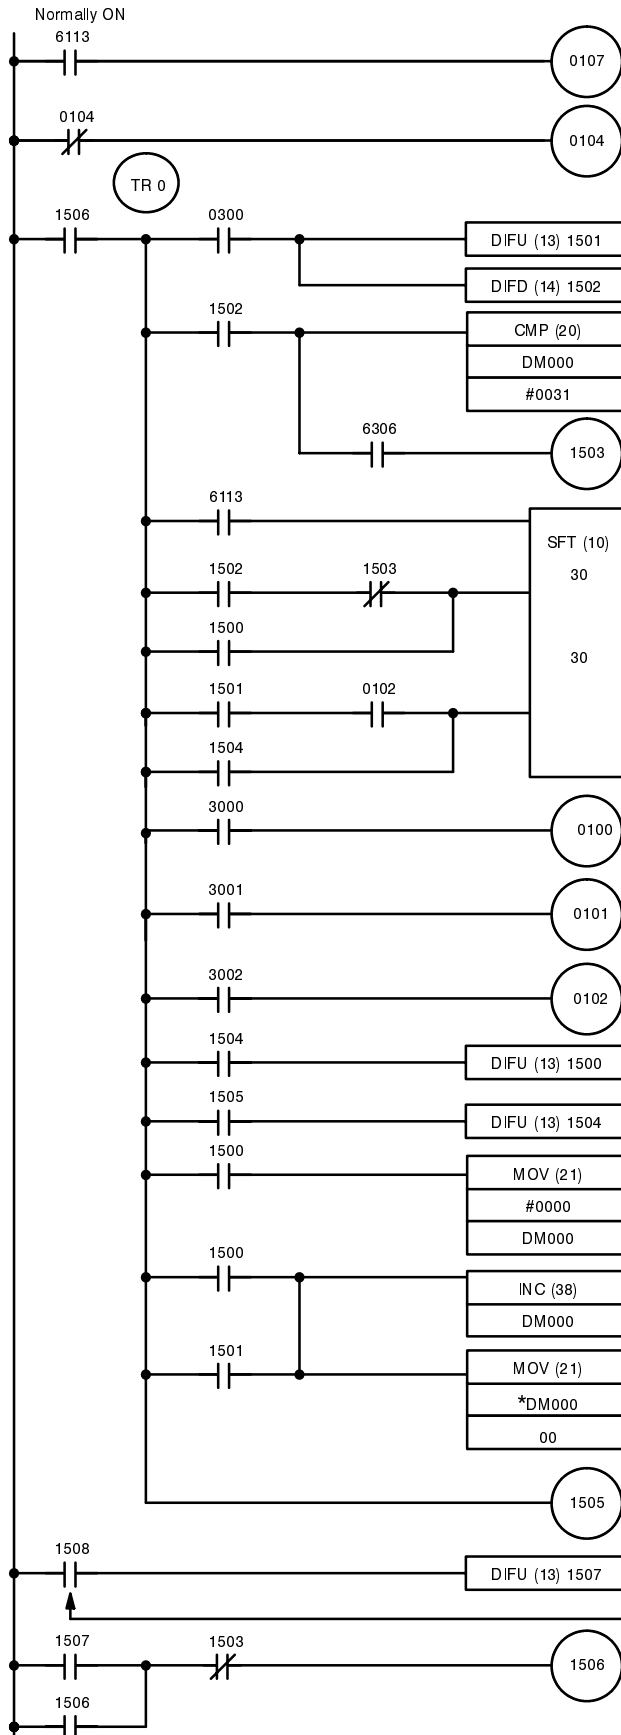 Normally ON
6113
0107
0104
0104
TR 0
1506
0300
DIFU (13) 1501
DIFD (14) 1502
1502
CMP (20)
DM000
#0031
6306
1503
6113
SFT (10)
30
1502
1503
1500
30
1501
0102
1504
3000
0100
3001
0101
3002
0102
1504
DIFU (13) 1500
1505
DIFU (13) 1504
1500
MOV (21)
#0000
DM000
1500
INC (38)
DM000
1501
MOV (21)
*DM000
00
1505
1508
DIFU (13) 1507
1507
1503
1506
1506